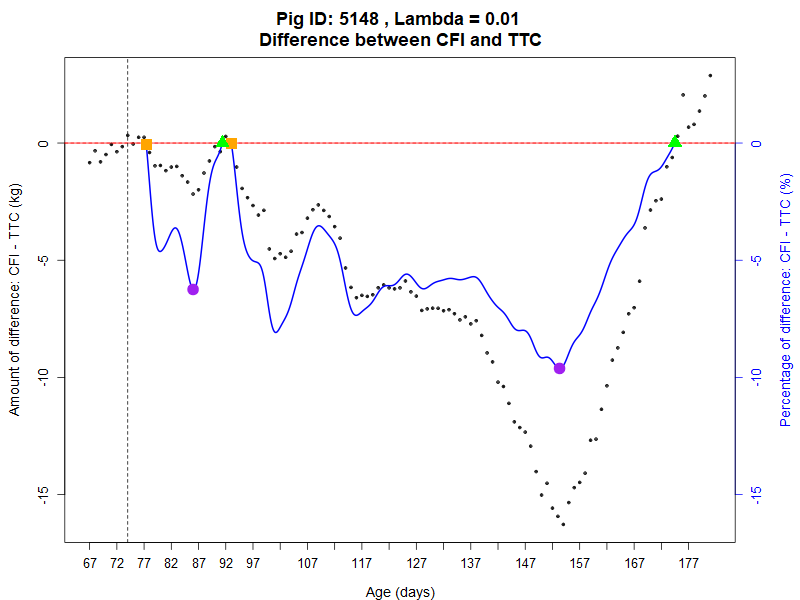 Pig ID: 5148 , Lambda = 0.01
Difference between CFI and TTC
Amount of difference: CFI - TTC (kg)
0
-5
-10
-15
Percentage of difference: CFI - TTC (%)
0
-5
-10
-15
67 72 77 82 87 92 97 107 117 127 137 147 157 167 177
Age (days)